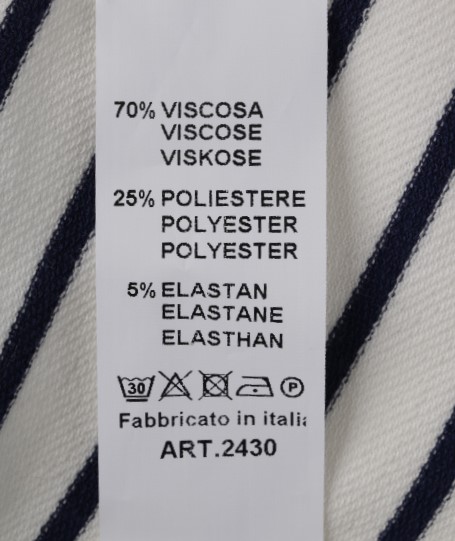 70% VISCOSA
VISCOSE
VISKOSE
25% POLIESTERE
POLYESTER
POLYESTER
5% ELASTAN
ELASTANE
ELASTHAN
30 P
Fabbricato in italia
ART.2430